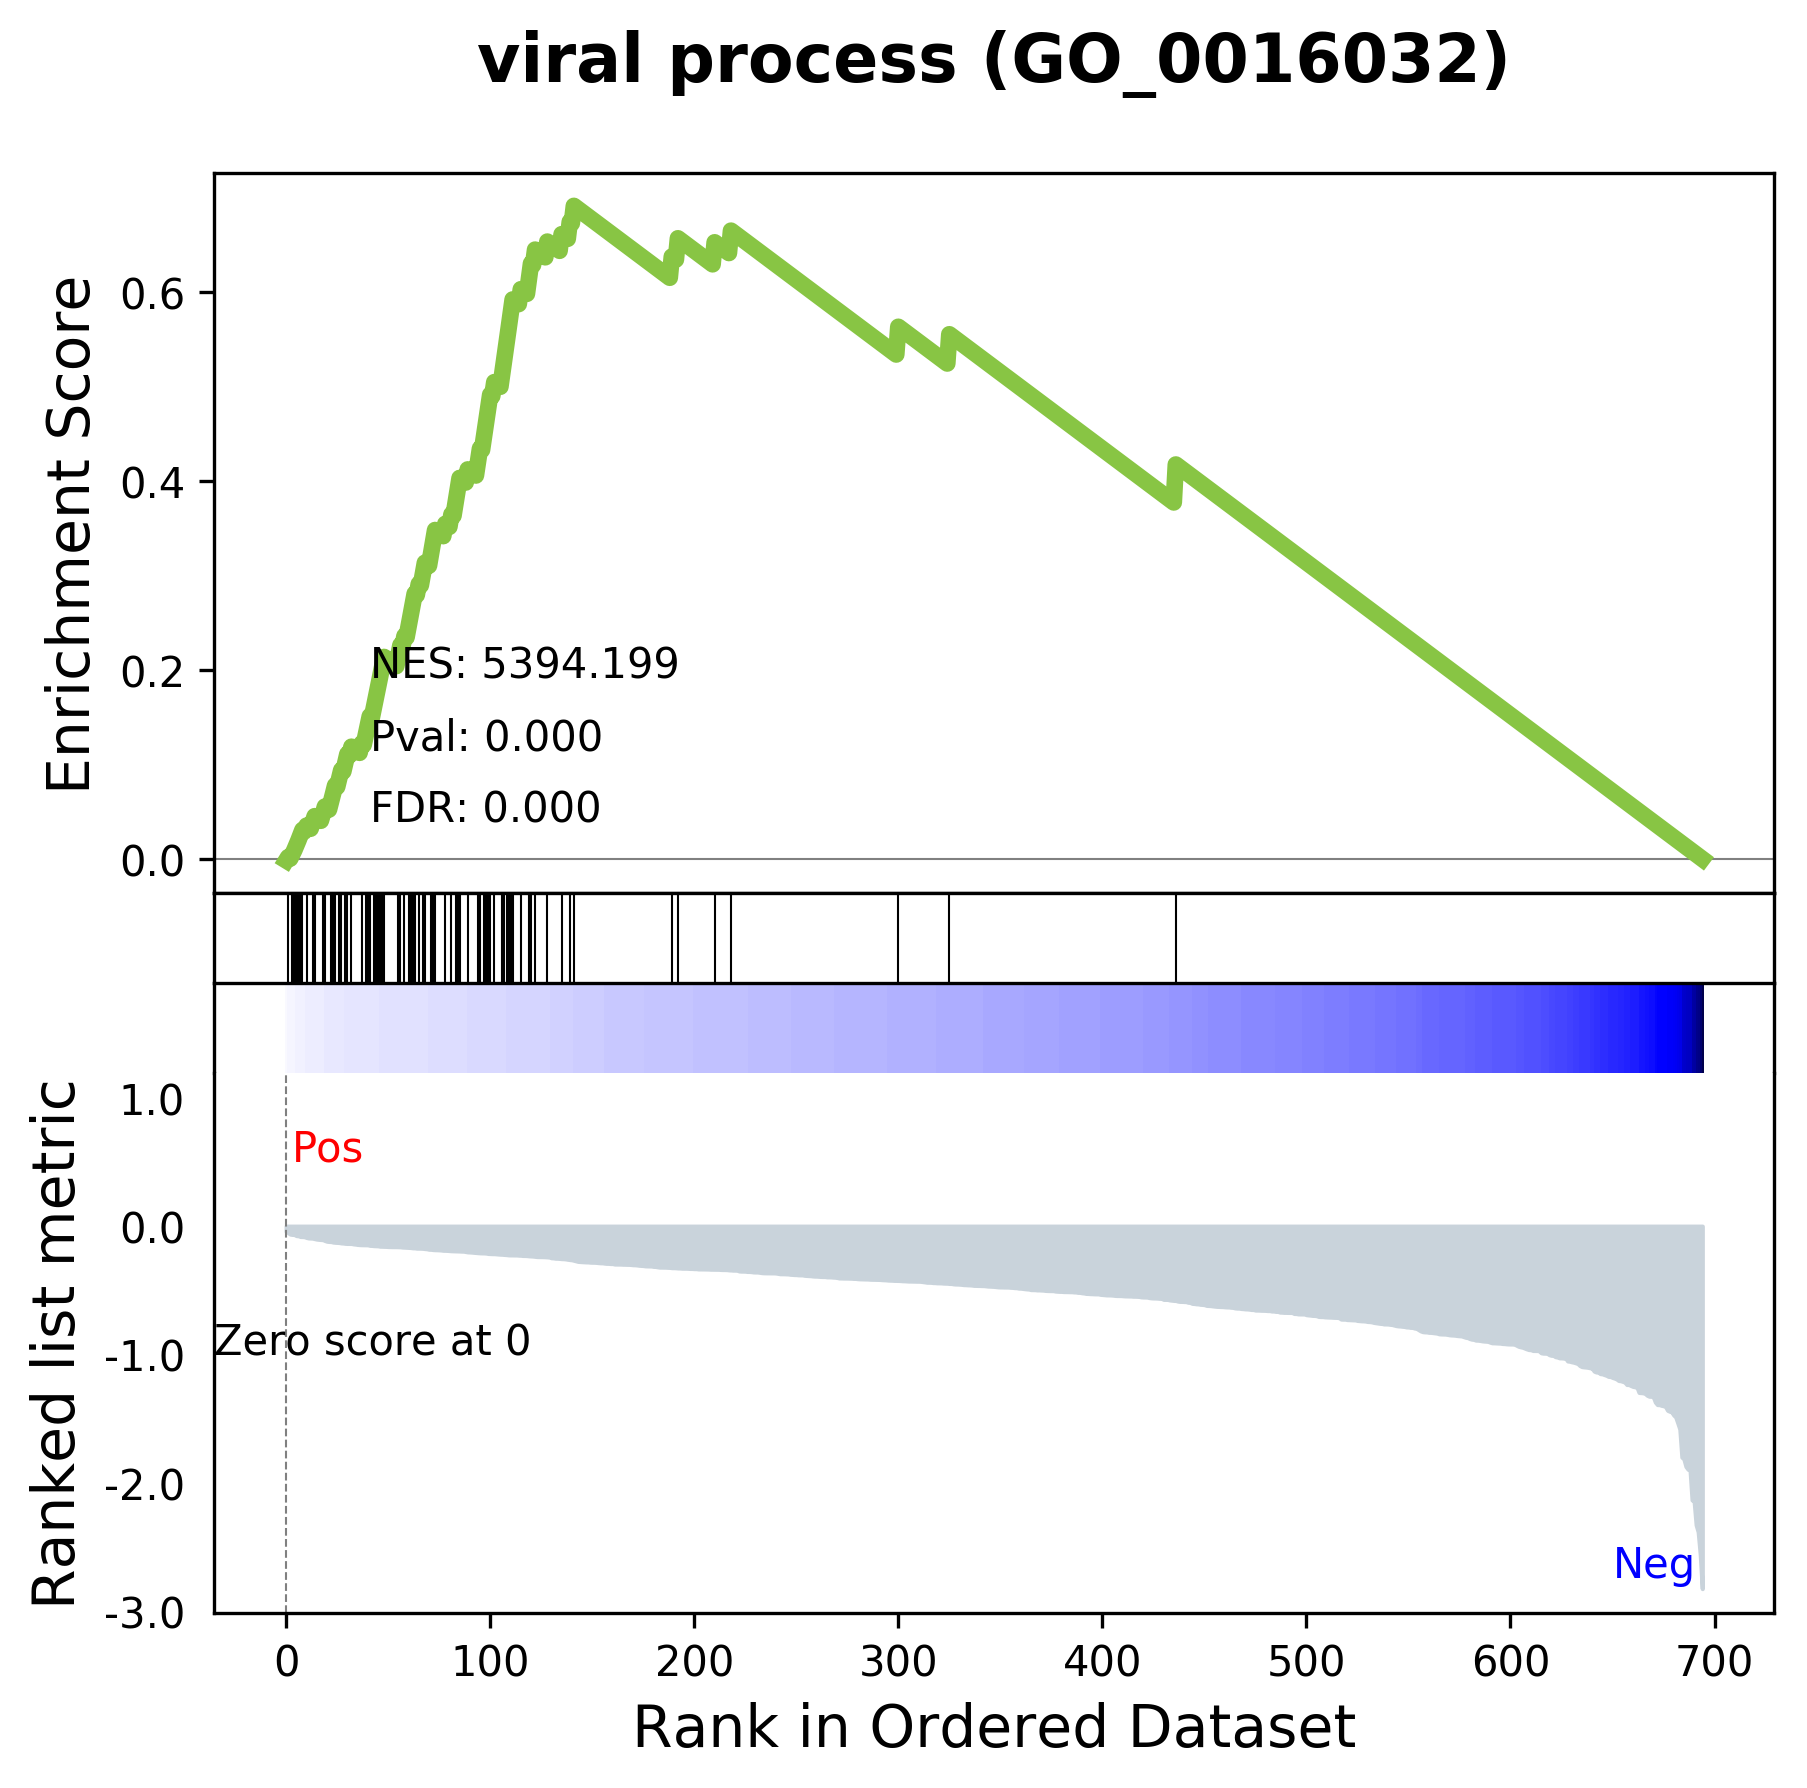 viral process (GO_0016032)
Enrichment Score
0.6
0.4
0.2
0.0
NES: 5394.199
Pval: 0.000
FDR: 0.000
Ranked list metric
1.0
0.0
-1.0
-2.0
-3.0
Pos
Zero score at 0
Neg
0 100 200 300 400 500 600 700
Rank in Ordered Dataset